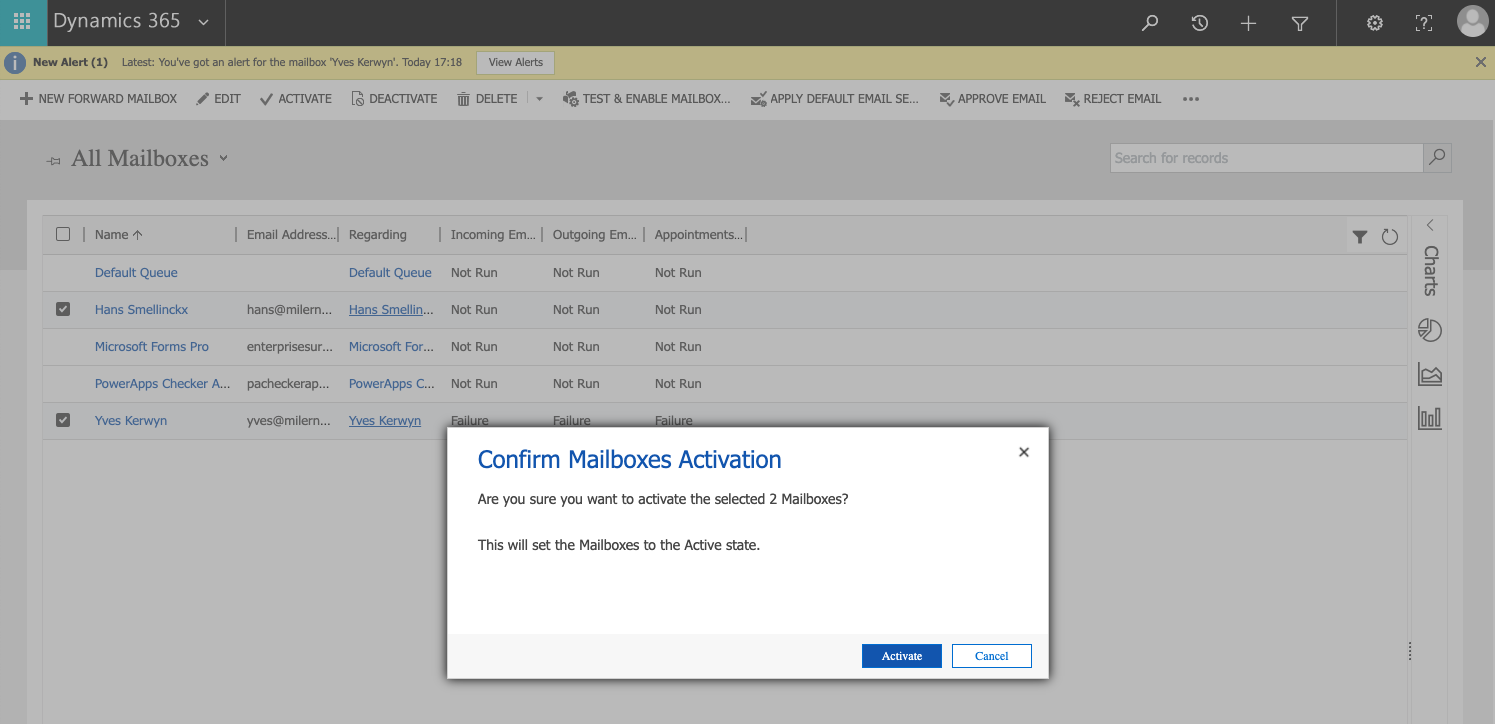 Dynamics 365
New Alert (1) Latest: You've got an alert for the mailbox 'Yves Kerwyn'. Today 17:18 View Alerts
NEW FORWARD MAILBOX EDIT ACTIVATE DEACTIVATE DELETE TEST & ENABLE MAILBOX... APPLY DEFAULT EMAIL SE... APPROVE EMAIL REJECT EMAIL
All Mailboxes
Search for records
Name Email Address... Regarding Incoming Em... Outgoing Em... Appointments...
Default Queue Default Queue Not Run Not Run Not Run
Hans Smellinckx hans@milern... Hans Smellin... Not Run Not Run Not Run
Microsoft Forms Pro enterprisesur... Microsoft For... Not Run Not Run Not Run
PowerApps Checker A... pacheckerap... PowerApps C... Not Run Not Run Not Run
Yves Kerwyn yves@milern... Yves Kerwyn Failure Failure Failure
Charts
Confirm Mailboxes Activation
Are you sure you want to activate the selected 2 Mailboxes?
This will set the Mailboxes to the Active state.
Activate Cancel